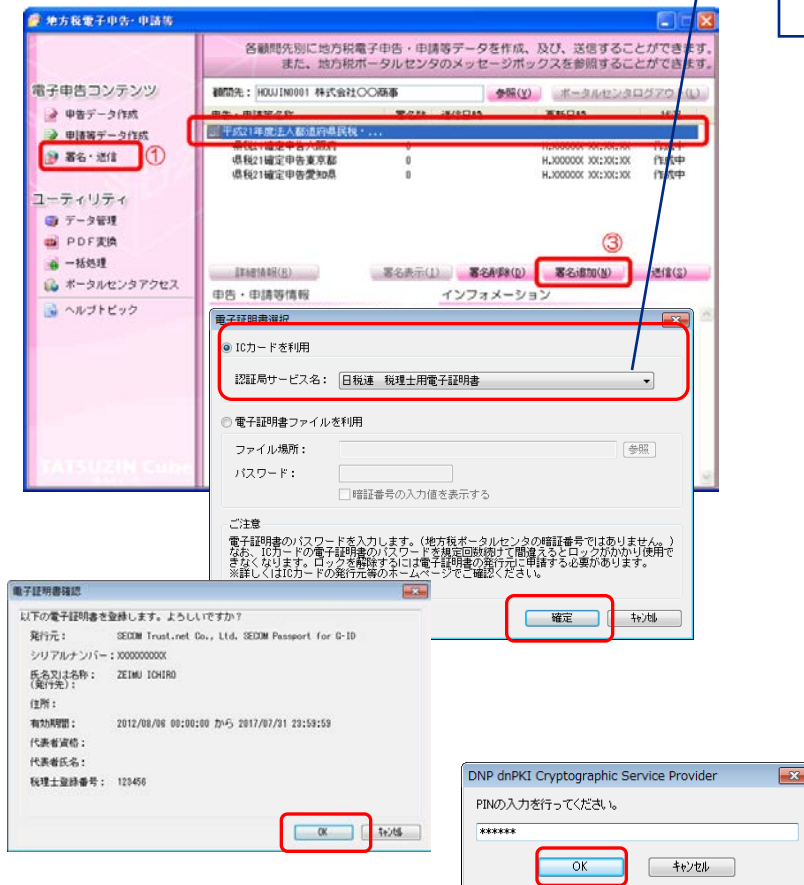 地方税電子申告・申請等
各顧問先別に地方税電子申告・申請等データを作成、及び、送信することができます。
また、地方税ポータルセンタのメッセージボックスを参照することができます。
電子申告コンテンツ
申告データ作成
申請等データ作成
署名・送信
①
ユーティリティ
データ管理
PDF変換
一括処理
ポータルセンタアクセス
ヘルプトピック
TATSUZIN Cube
顧問先: HOUJIN0001 株式会社〇〇商事 参照(V) ポータルセンタログアウト(L)
平成21年度法人都道府県民税・...
0 H.XXXXXX XX:XX:XX 作成中
県税21確定申告東京都 0 H.XXXXXX XX:XX:XX 作成中
県税21確定申告愛知県 0 H.XXXXXX XX:XX:XX 作成中
③
詳細情報(E) 署名表示(I) 署名削除(D) 署名追加(N) 送信(S)
申告・申請等情報 インフォメーション
電子証明書選択
ICカードを利用
認証局サービス名: 日税連 税理士用電子証明書
電子証明書ファイルを利用
ファイル場所: 参照
パスワード:
暗証番号の入力値を表示する
ご注意
電子証明書のパスワードを入力します。(地方税ポータルセンタの暗証番号ではありません。)
なお、ICカードの電子証明書のパスワードを規定回数続けて間違えるとロックがかかり使用で
きなくなります。ロックを解除するには電子証明書の発行元に申請する必要があります。
※詳しくはICカードの発行元等のホームページでご確認ください。
確定 キャンセル
電子証明書確認
以下の電子証明書を登録します。よろしいですか?
発行元: SECOM Trust.net Co., Ltd. SECOM Passport for G-ID
シリアルナンバー: XXXXXXXXXX
氏名又は名称: ZEIMU ICHIRO
(発行先):
住所:
有効期間: 2012/08/06 00:00:00 から 2017/07/31 23:59:59
代表者資格:
代表者氏名:
税理士登録番号: 123456
OK キャンセル
DNP dnPKI Cryptographic Service Provider
PINの入力を行ってください。
******
OK キャンセル